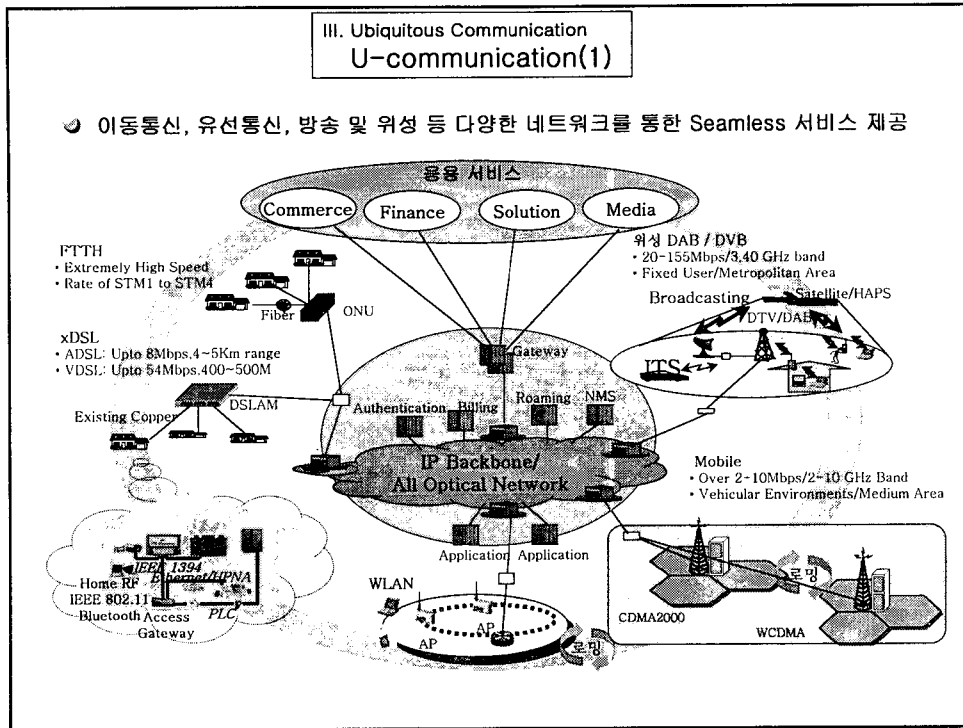 III. Ubiquitous Communication
U-communication(1)
이동통신, 유선통신, 방송 및 위성 등 다양한 네트워크를 통한 Seamless 서비스 제공
응용 서비스
Commerce
Finance
Solution
Media
FTTH
• Extremely High Speed
• Rate of STM1 to STM4
Fiber
ONU
xDSL
• ADSL: Upto 8Mbps,4~5Km range
• VDSL: Upto 54Mbps,400~500M
Existing Copper
DSLAM
위성 DAB / DVB
• 20-155Mbps/3,40 GHz band
• Fixed User/Metropolitan Area
Broadcasting
Satellite/HAPS
DTV/DAB
ITS
Gateway
Authentication
Billing
Roaming
NMS
IP Backbone/
All Optical Network
Application
Application
Mobile
• Over 2-10Mbps/2-10 GHz Band
• Vehicular Environments/Medium Area
IEEE 1394
Ethernet/HPNA
Home RF
IEEE 802.11
Bluetooth
Access
Gateway
PLC
WLAN
AP
AP
로밍
CDMA2000
로밍
WCDMA